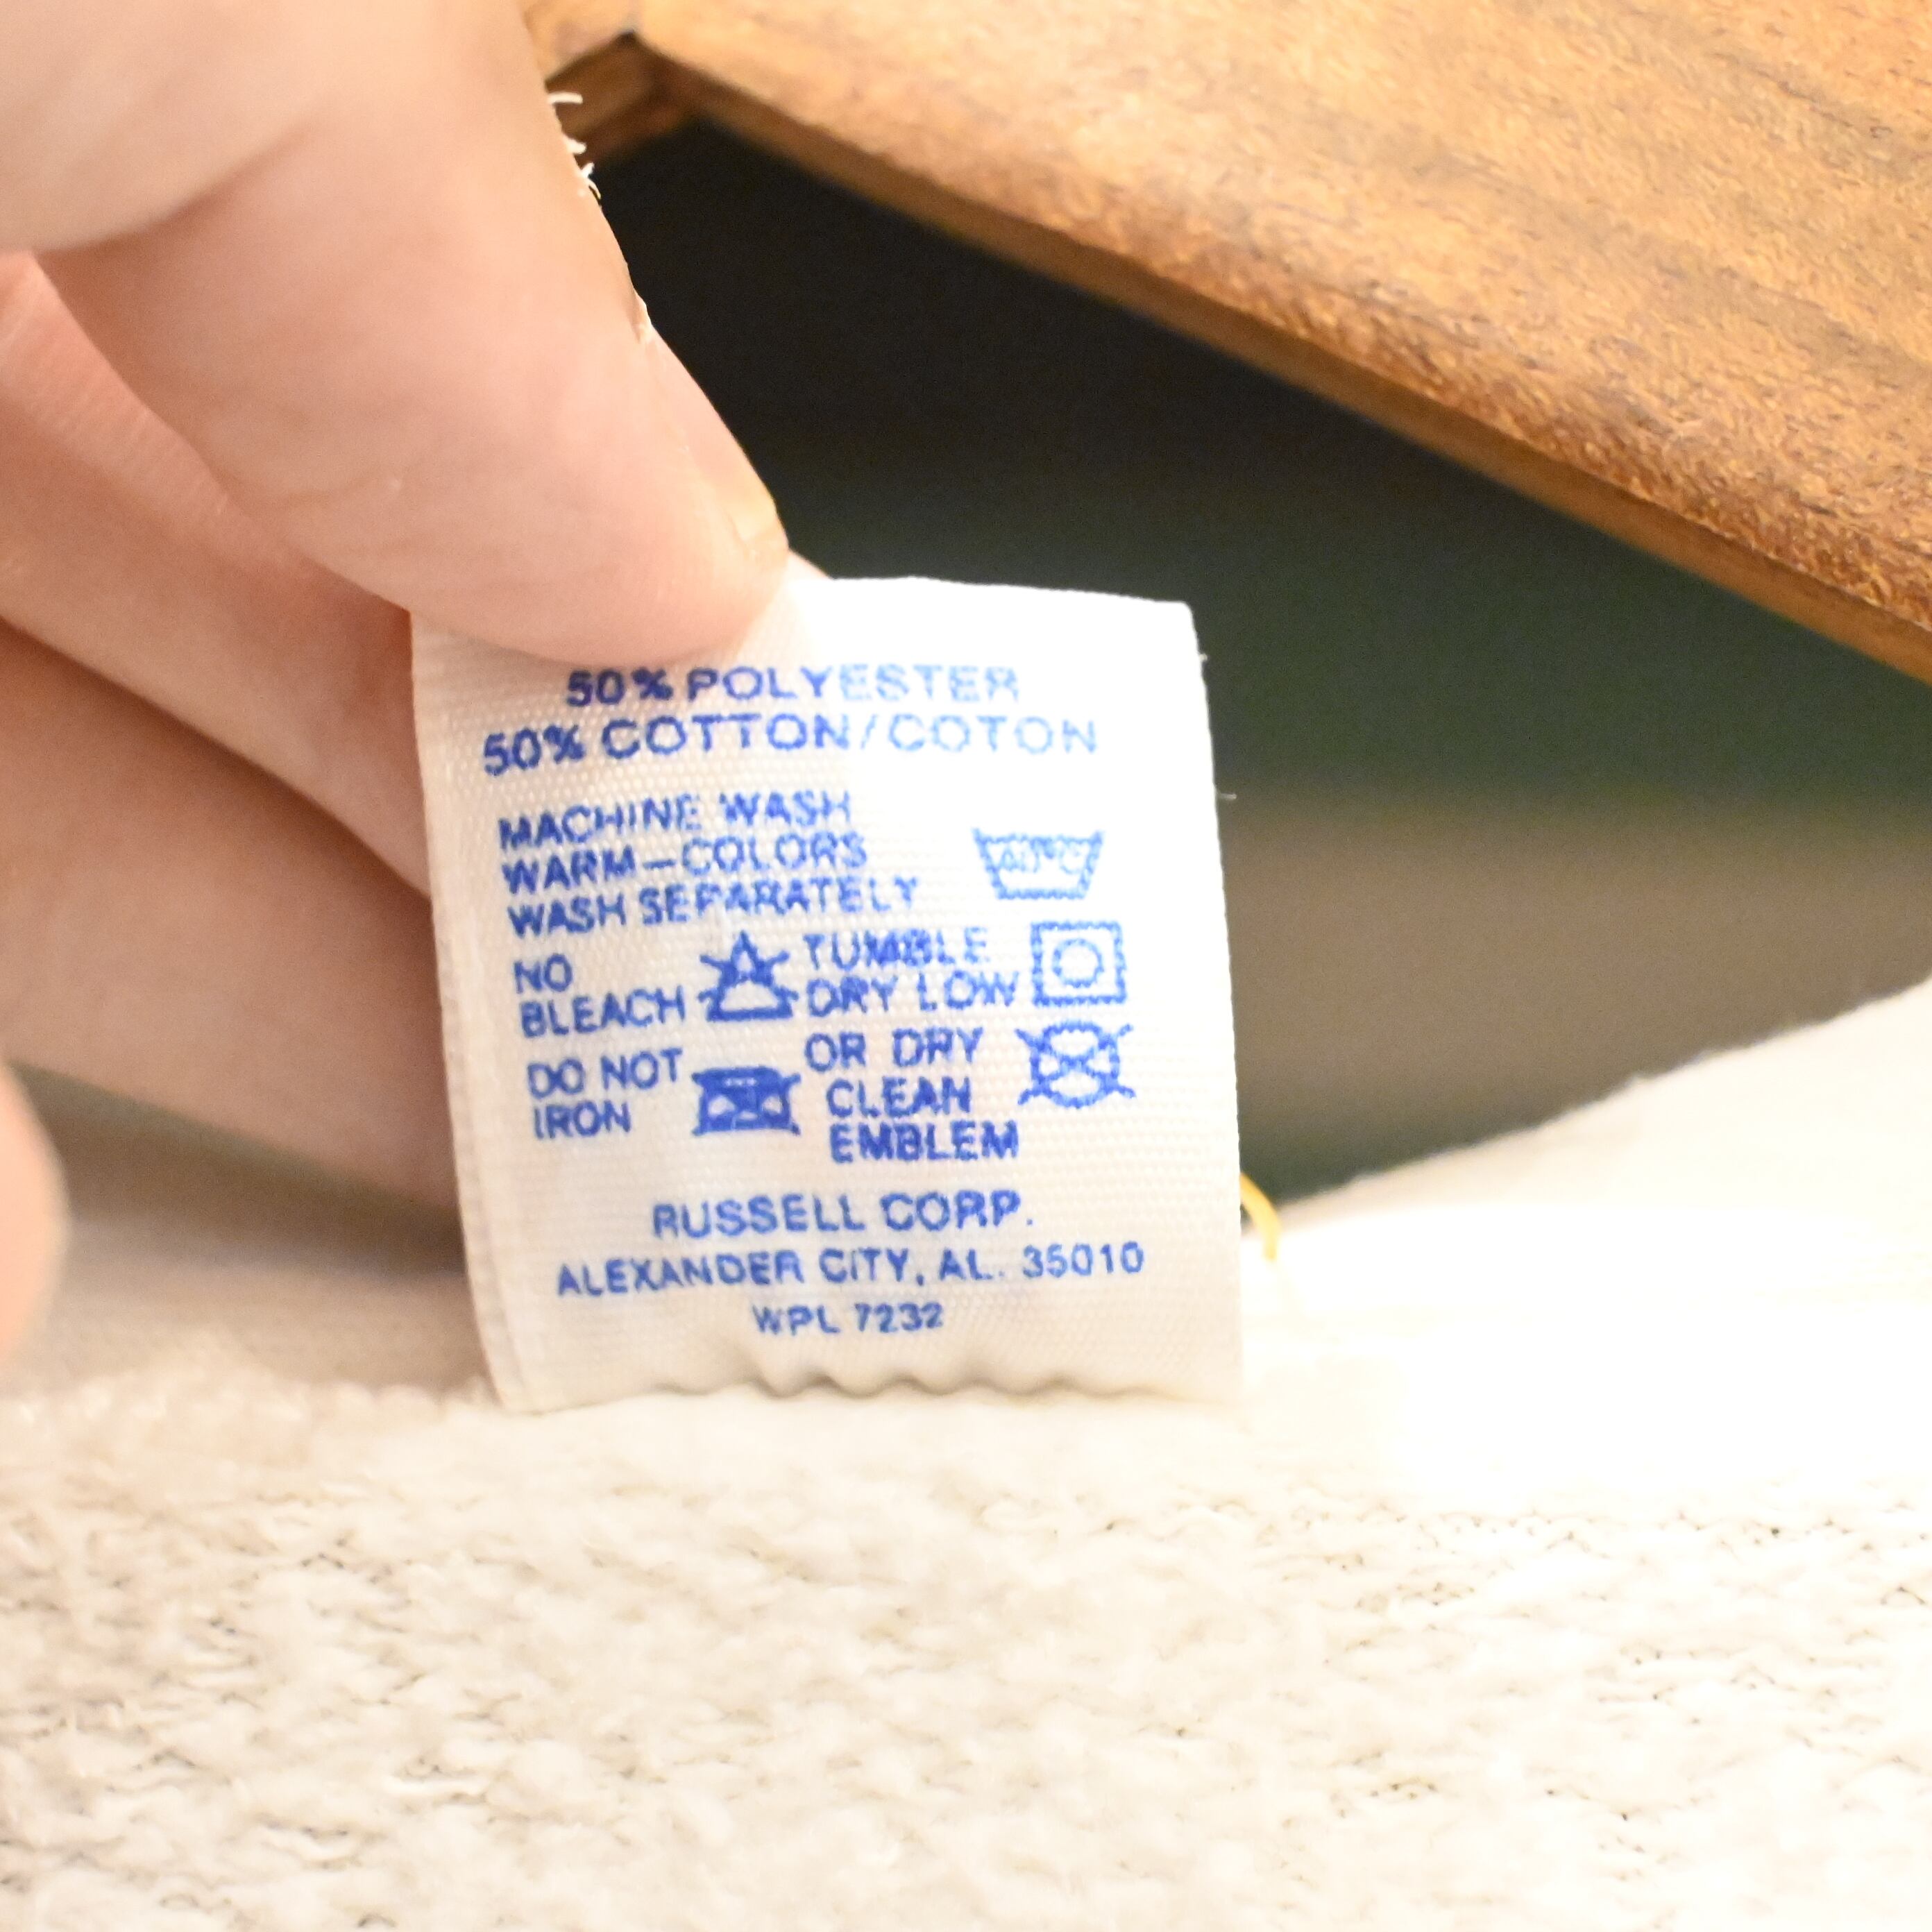 50% POLYESTER
50% COTTON/COTON
MACHINE WASH
WARM—COLORS
WASH SEPARATELY
40°C
NO
BLEACH
TUMBLE
DRY LOW
DO NOT
IRON
OR DRY
CLEAN
EMBLEM
RUSSELL CORP.
ALEXANDER CITY, AL. 35010
WPL 7232